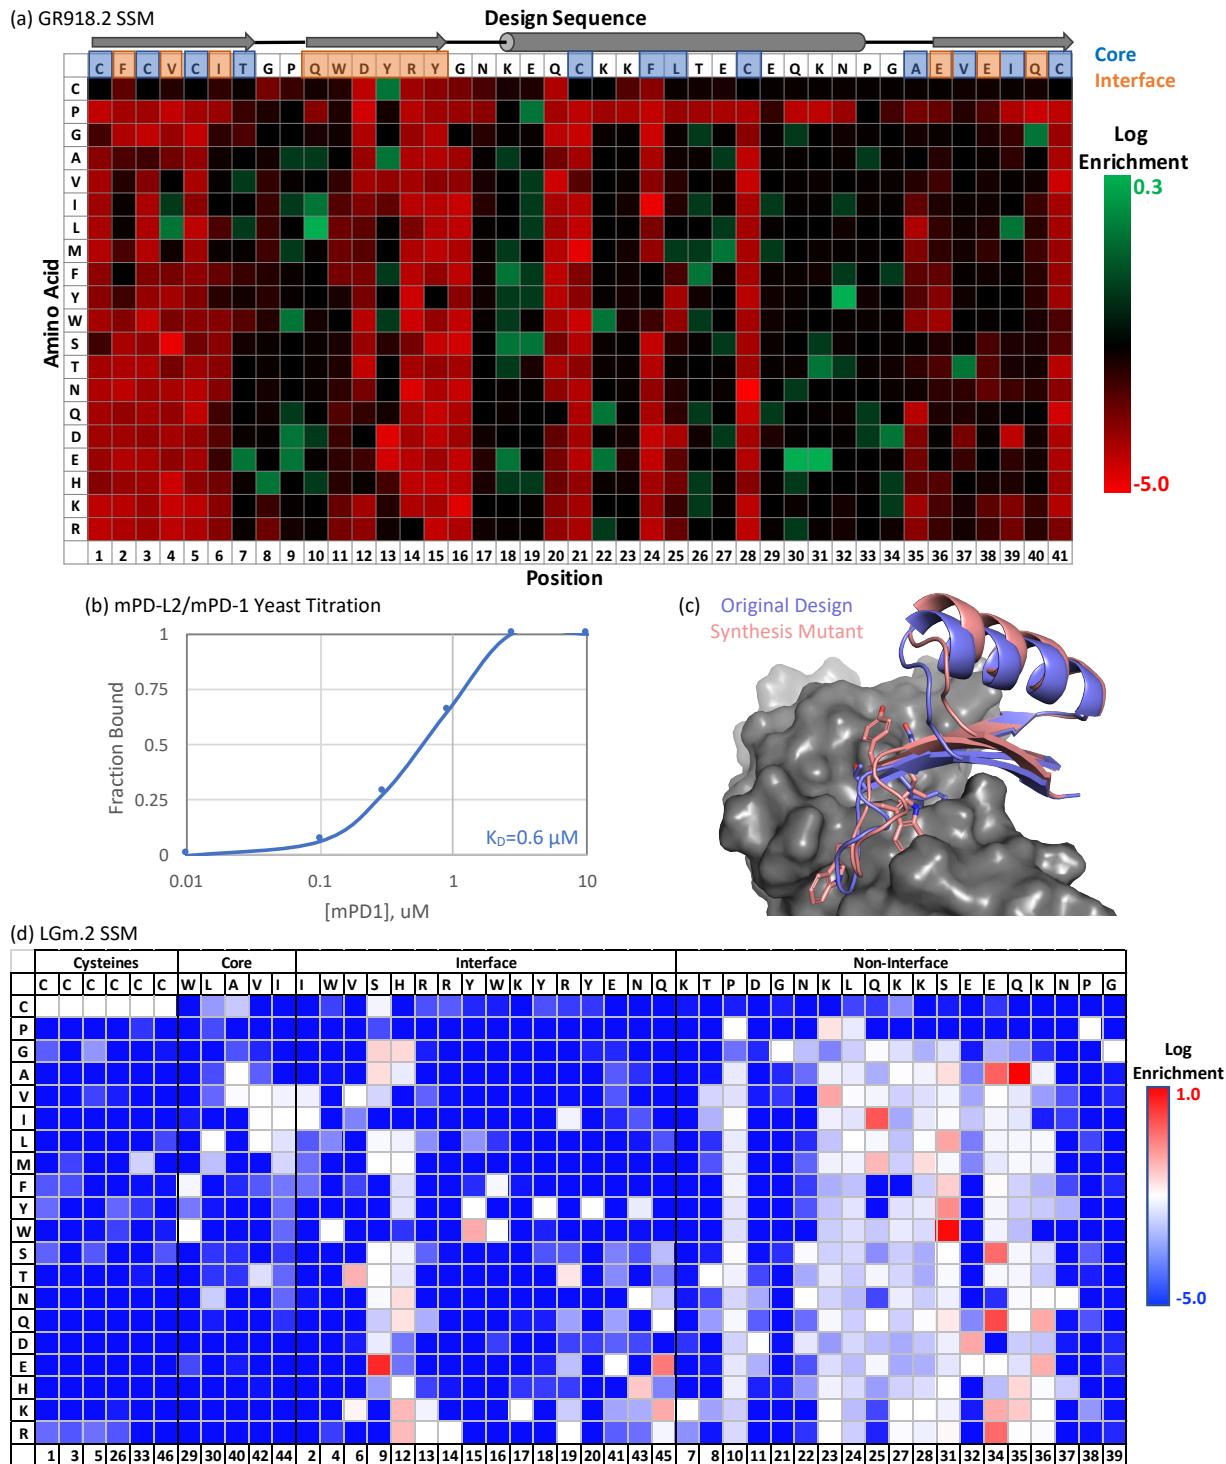 (a) GR918.2 SSM
Design Sequence
C F C V C I T G P Q W D Y R Y G N K E Q C K K F L T E C E Q K N P G A E V E I Q C
Core
Interface
Log
Enrichment
0.3
-5.0
Amino Acid
C
P
G
A
V
I
L
M
F
Y
W
S
T
N
Q
D
E
H
K
R
1 2 3 4 5 6 7 8 9 10 11 12 13 14 15 16 17 18 19 20 21 22 23 24 25 26 27 28 29 30 31 32 33 34 35 36 37 38 39 40 41
Position
(b) mPD-L2/mPD-1 Yeast Titration
Fraction Bound
1
0.75
0.5
0.25
0
K_D=0.6 µM
0.01 0.1 1 10
[mPD1], uM
(c)
Original Design
Synthesis Mutant
(d) LGm.2 SSM
Cysteines Core Interface Non-Interface
C C C C C C W L A V I I W V S H R R Y W K Y R Y E N Q K T P D G N K L Q K K S E E Q K N P G
C
P
G
A
V
I
L
M
F
Y
W
S
T
N
Q
D
E
H
K
R
1 3 5 26 33 46 29 30 40 42 44 2 4 6 9 12 13 14 15 16 17 18 19 20 41 43 45 7 8 10 11 21 22 23 24 25 27 28 31 32 34 35 36 37 38 39
Log
Enrichment
1.0
-5.0